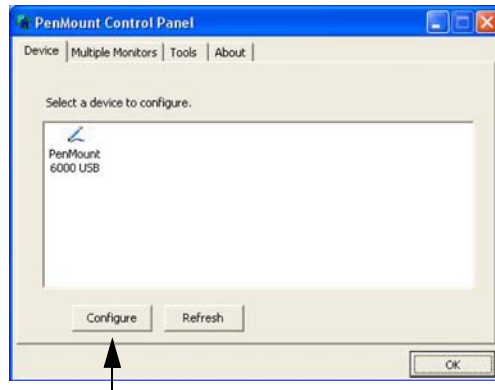 PenMount Control Panel
Device Multiple Monitors Tools About
Select a device to configure.
PenMount
6000 USB
Configure Refresh
OK